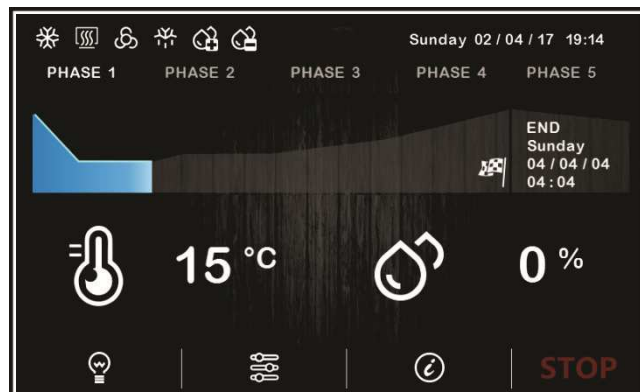 Sunday 02 / 04 / 17 19:14
PHASE 1 PHASE 2 PHASE 3 PHASE 4 PHASE 5
END
Sunday
04 / 04 / 04
04 : 04
15 °C 0 %
STOP